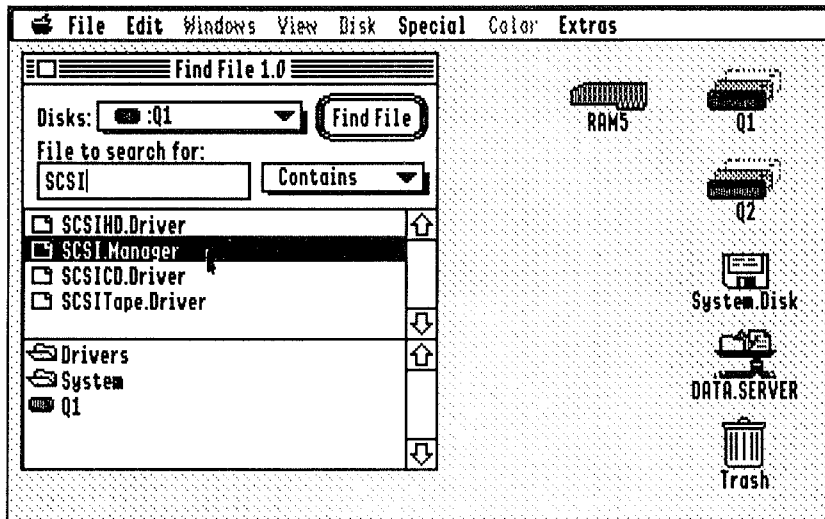 File Edit Windows View Disk Special Color Extras
Find File 1.0
Disks: :Q1
Find File
File to search for:
SCSI
Contains
SCSIHD.Driver
SCSI.Manager
SCSICD.Driver
SCSITape.Driver
Drivers
System
Q1
RAM5
Q1
Q2
System.Disk
DATA.SERVER
Trash